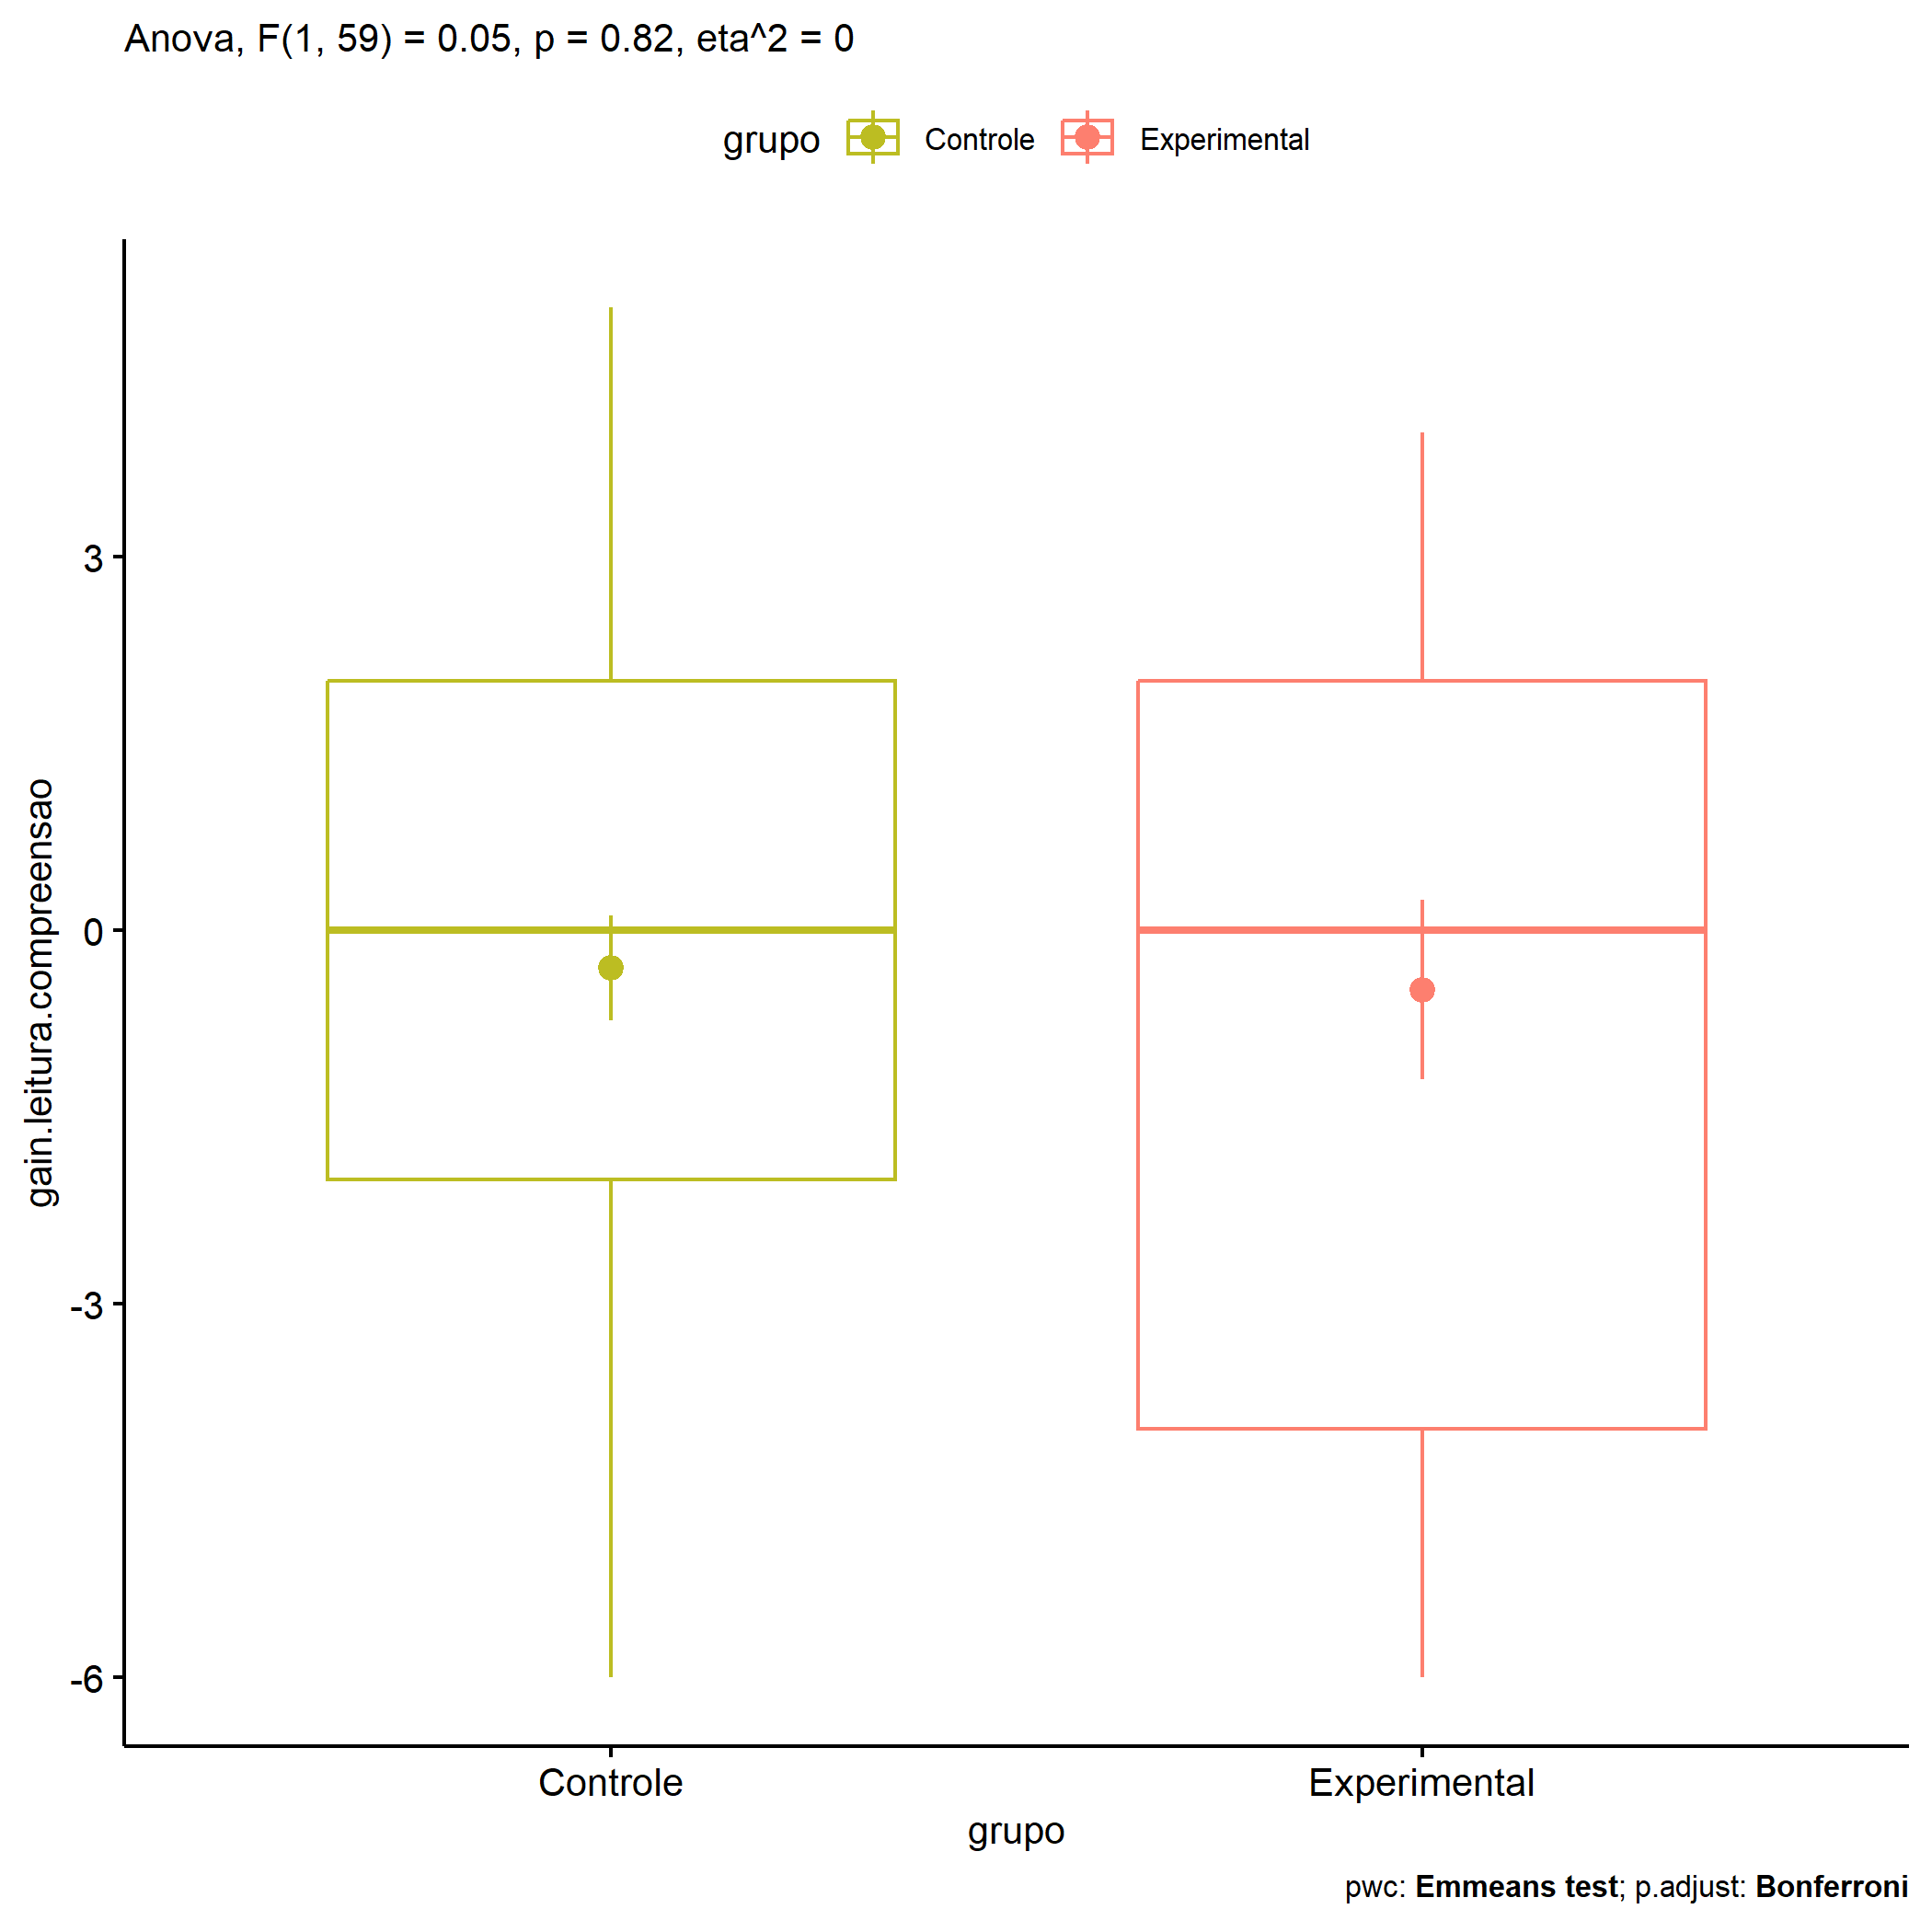 Anova, F(1, 59) = 0.05, p = 0.82, eta^2 = 0
grupo Controle Experimental
gain.leitura.compreensao
3
0
-3
-6
Controle Experimental
grupo
pwc: Emmeans test; p.adjust: Bonferroni